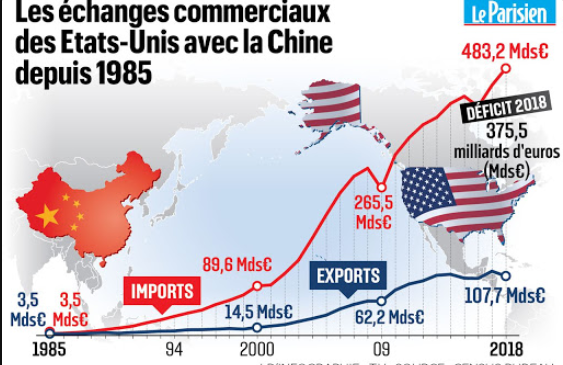 Les échanges commerciaux
des Etats-Unis avec la Chine
depuis 1985
Le Parisien
483,2 Mds€
DÉFICIT 2018
375,5
milliards d'euros
(Mds€)
265,5
Mds€
89,6 Mds€
IMPORTS
EXPORTS
3,5
Mds€
3,5
Mds€
14,5 Mds€
62,2 Mds€
107,7 Mds€
1985 94 2000 09 2018